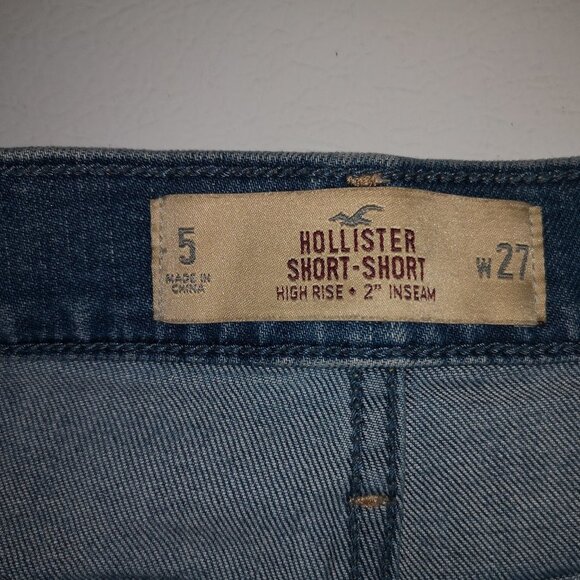 5
MADE IN
CHINA
HOLLISTER
SHORT-SHORT
HIGH RISE • 2" INSEAM
W27